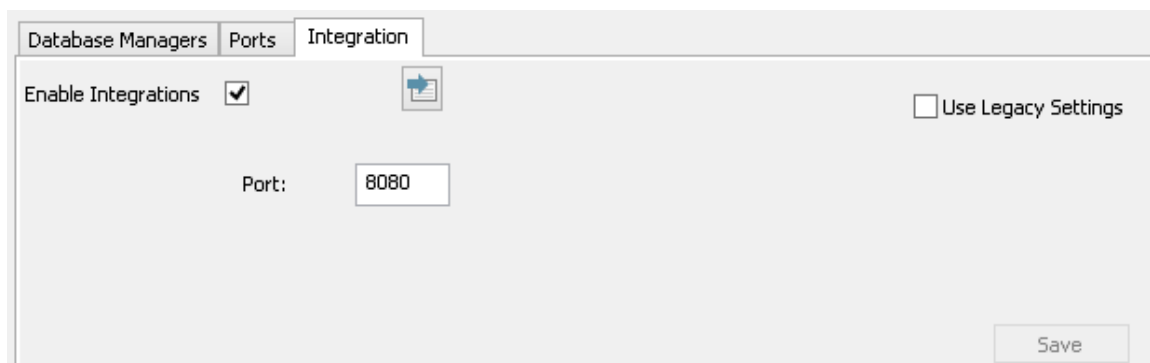 Database Managers Ports Integration
Enable Integrations
Use Legacy Settings
Port: 8080
Save